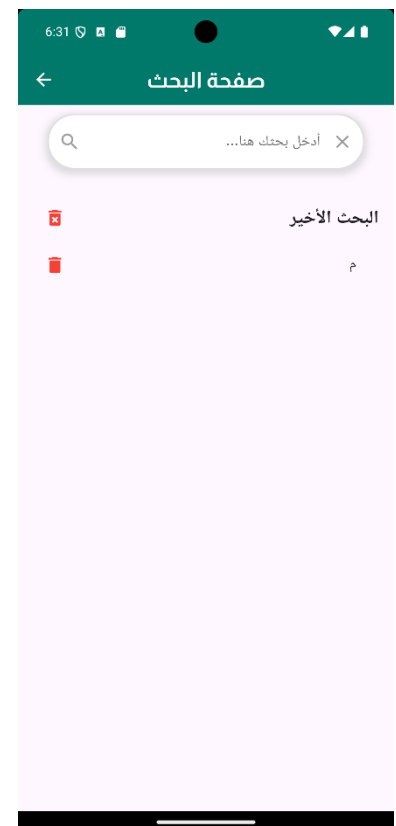 6:31
صفحة البحث
أدخل بحثك هنا...
البحث الأخير
م